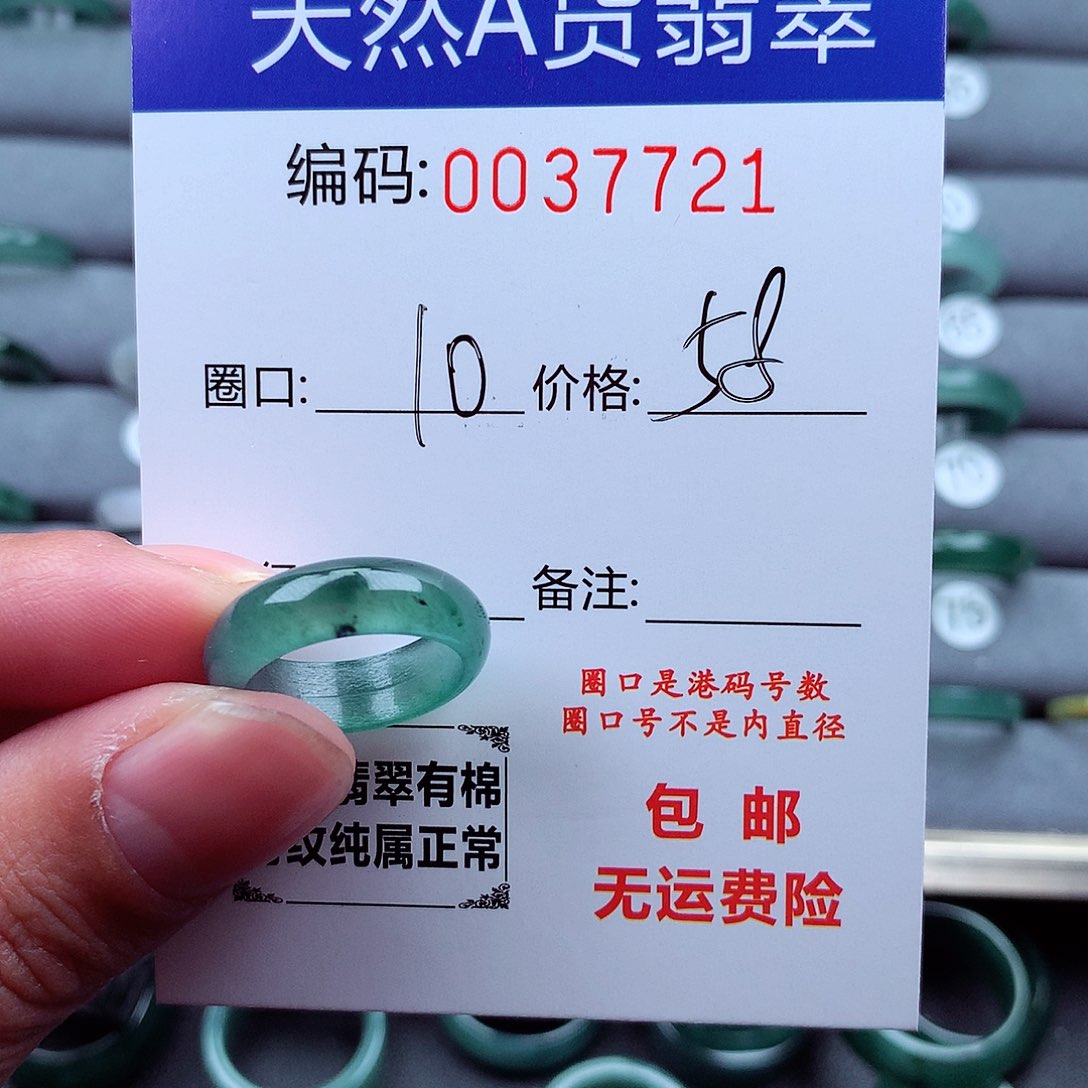 天然A货翡翠
编码:0037721
圈口: 10 价格: 58
备注:
圈口是港码号数
圈口号不是内直径
翡翠有棉
纹纯属正常
包 邮
无运费险